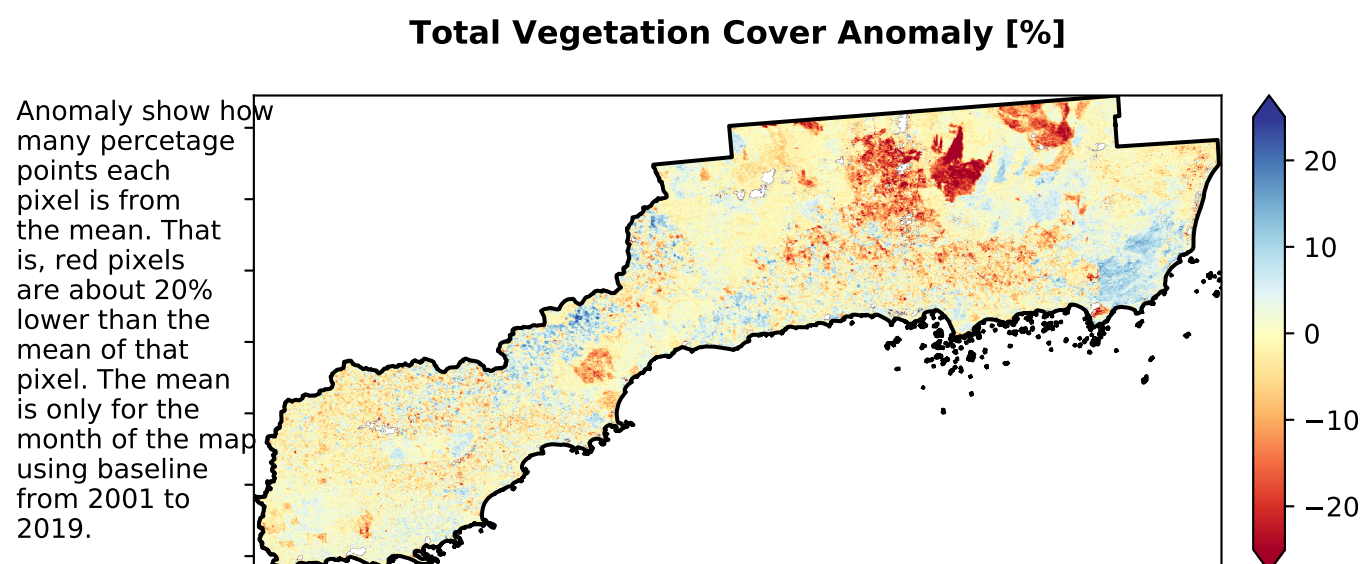 Total Vegetation Cover Anomaly [%]
Anomaly show how
many percetage
points each
pixel is from
the mean. That
is, red pixels
are about 20%
lower than the
mean of that
pixel. The mean
is only for the
month of the map
using baseline
from 2001 to
2019.
20
10
0
−10
−20